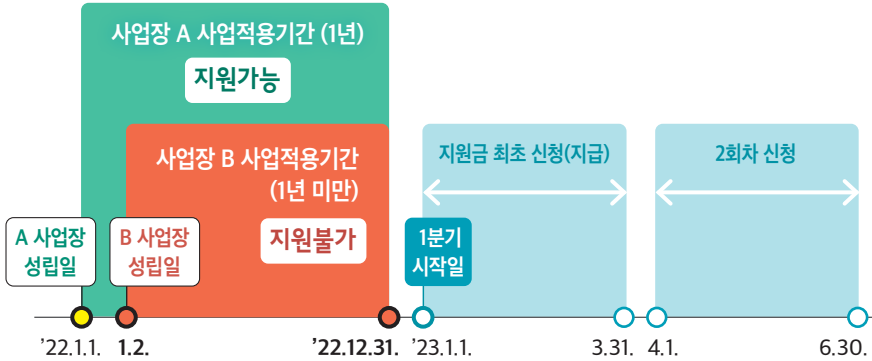 사업장 A 사업적용기간 (1년)
지원가능
사업장 B 사업적용기간
(1년 미만)
지원불가
지원금 최초 신청(지급)
2회차 신청
A 사업장
성립일
B 사업장
성립일
1분기
시작일
'22.1.1.
1.2.
'22.12.31.
'23.1.1.
3.31.
4.1.
6.30.